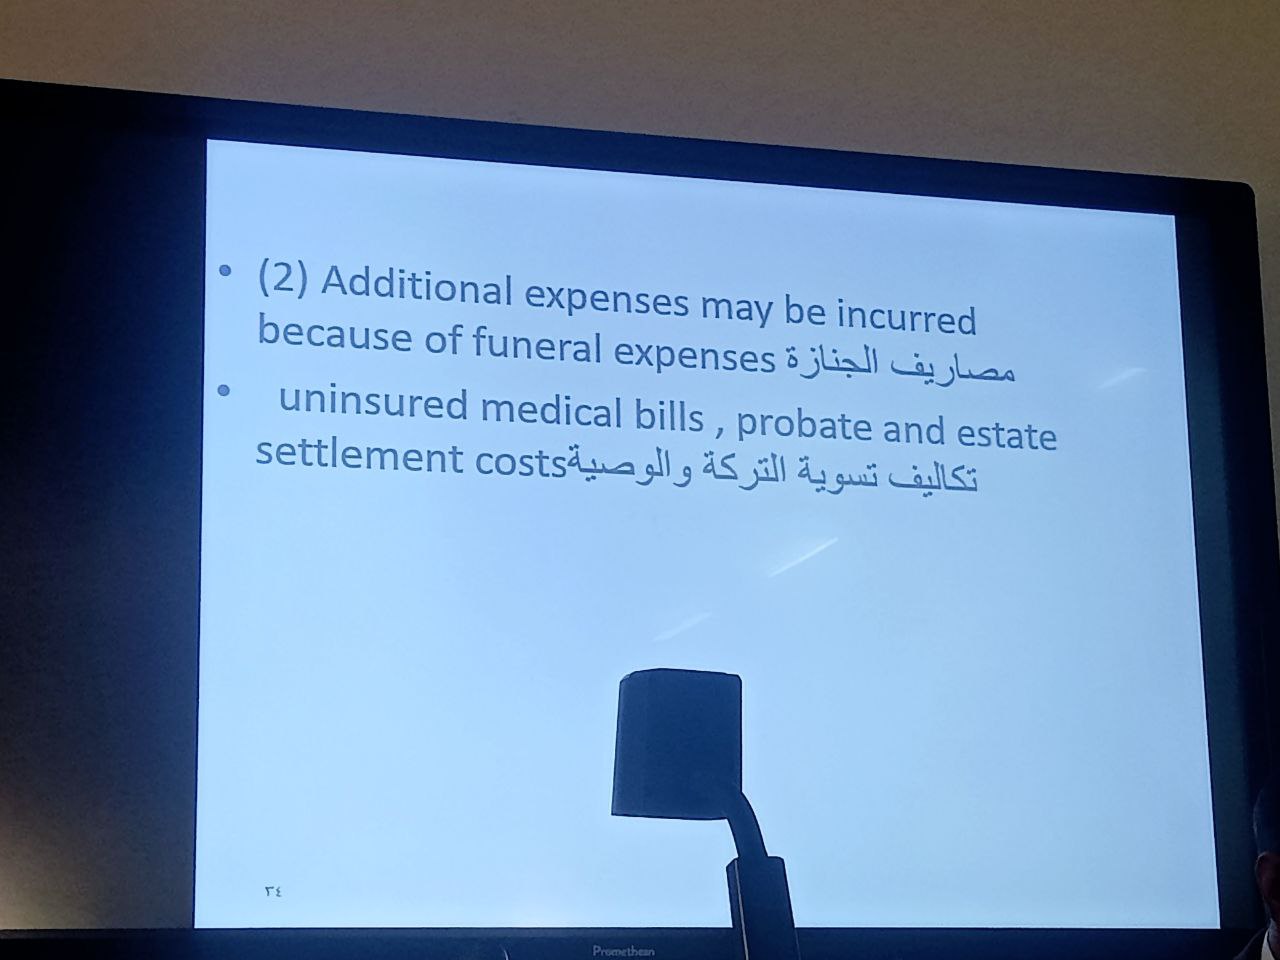 • (2) Additional expenses may be incurred
because of funeral expenses مصاريف الجنازة
• uninsured medical bills , probate and estate
settlement costsتكاليف تسوية التركة والوصية
٣٤
Promethean